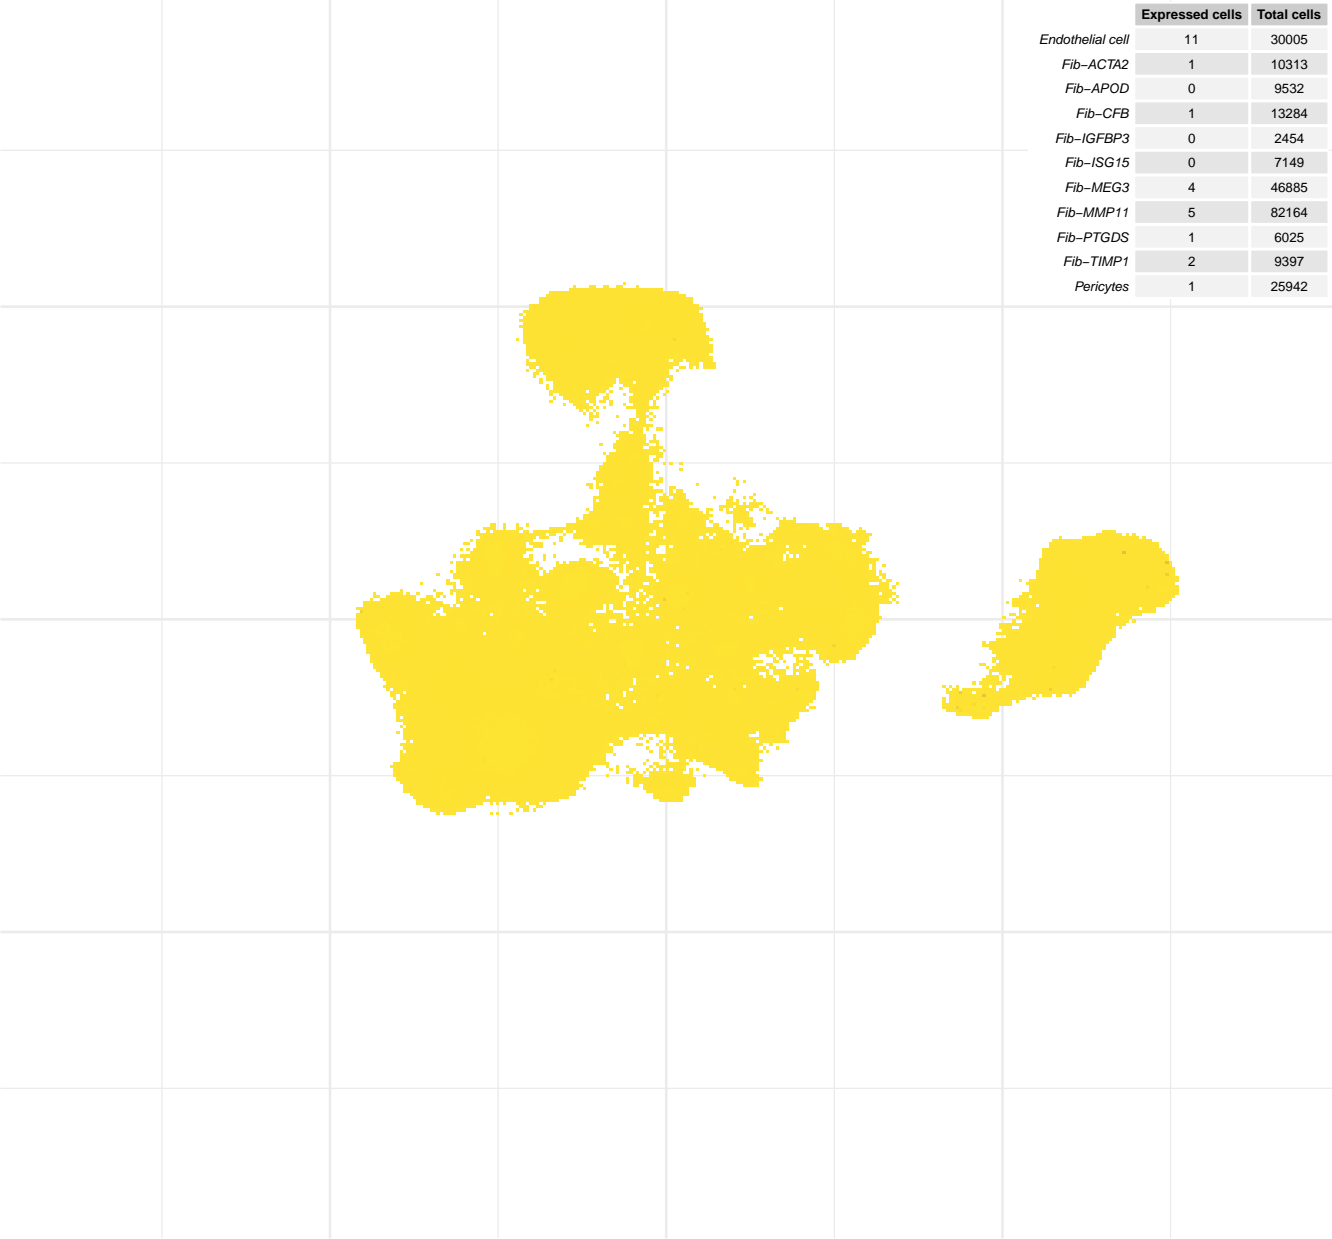 Expressed cells Total cells
Endothelial cell 11 30005
Fib−ACTA2 1 10313
Fib−APOD 0 9532
Fib−CFB 1 13284
Fib−IGFBP3 0 2454
Fib−ISG15 0 7149
Fib−MEG3 4 46885
Fib−MMP11 5 82164
Fib−PTGDS 1 6025
Fib−TIMP1 2 9397
Pericytes 1 25942